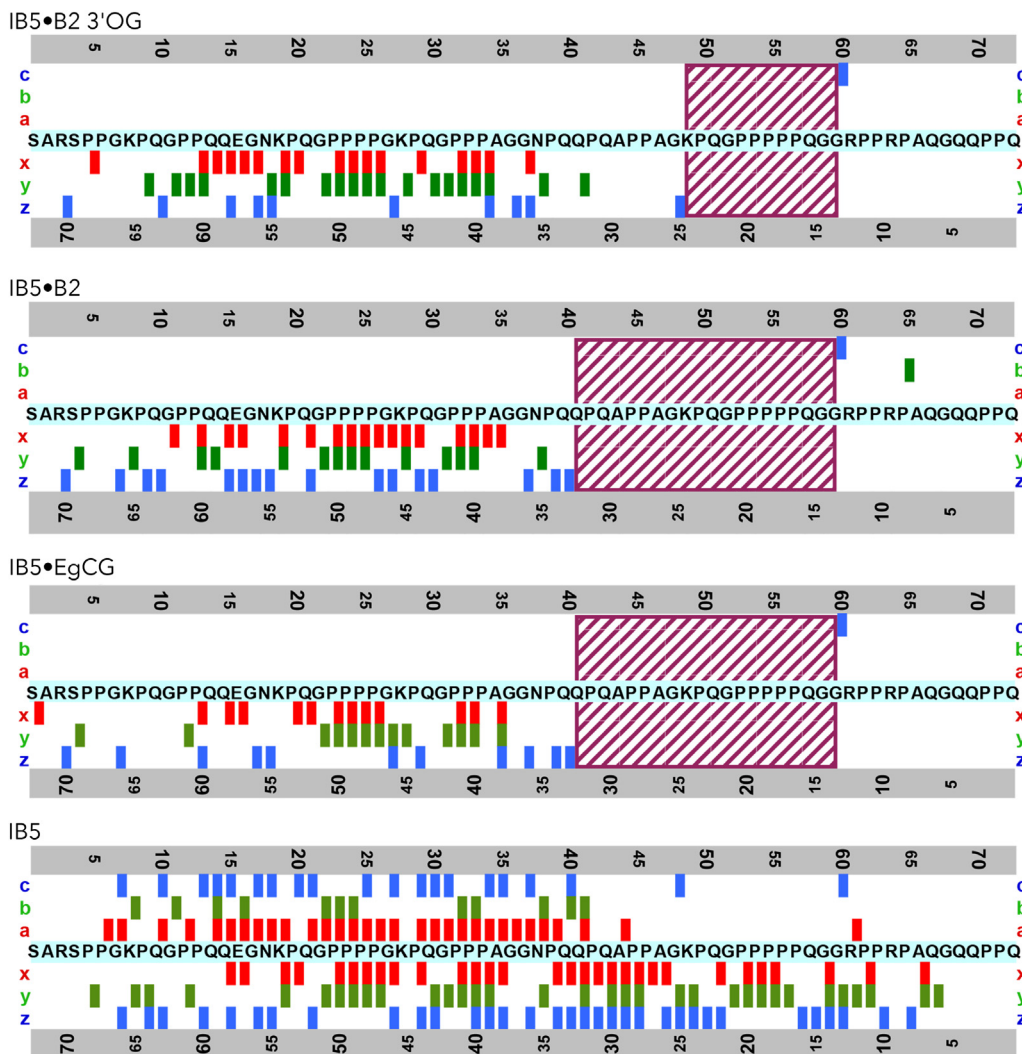 IB5•B2 3'OG
5 10 15 20 25 30 35 40 45 50 55 60 65 70
c c
b b
a a
SARSPPGKPQGPPQQEGNKPQGPPPPGKPQGPPPAGGNPQQPQAPPAGKPQGPPPPPQGGRPPRPAQGQQPPQ
x x
y y
z z
70 65 60 55 50 45 40 35 30 25 20 15 10 5
IB5•B2
5 10 15 20 25 30 35 40 45 50 55 60 65 70
c c
b b
a a
SARSPPGKPQGPPQQEGNKPQGPPPPGKPQGPPPAGGNPQQPQAPPAGKPQGPPPPPQGGRPPRPAQGQQPPQ
x x
y y
z z
70 65 60 55 50 45 40 35 30 25 20 15 10 5
IB5•EgCG
5 10 15 20 25 30 35 40 45 50 55 60 65 70
c c
b b
a a
SARSPPGKPQGPPQQEGNKPQGPPPPGKPQGPPPAGGNPQQPQAPPAGKPQGPPPPPQGGRPPRPAQGQQPPQ
x x
y y
z z
70 65 60 55 50 45 40 35 30 25 20 15 10 5
IB5
5 10 15 20 25 30 35 40 45 50 55 60 65 70
c c
b b
a a
SARSPPGKPQGPPQQEGNKPQGPPPPGKPQGPPPAGGNPQQPQAPPAGKPQGPPPPPQGGRPPRPAQGQQPPQ
x x
y y
z z
70 65 60 55 50 45 40 35 30 25 20 15 10 5